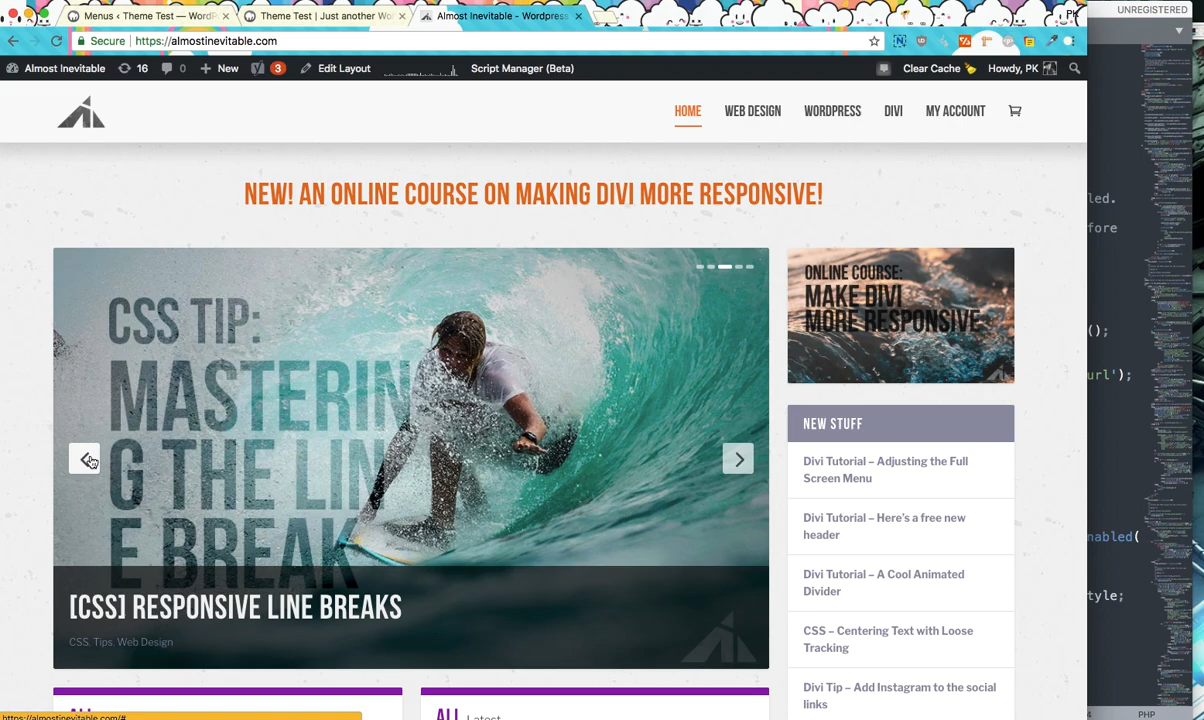 UNREGISTERED
Menus ‹ Theme Test — WordP
Theme Test | Just another Wor
Almost Inevitable - Wordpress
PK
Secure
https://almostinevitable.com
Almost Inevitable
16
0
New
3
Edit Layout
Script Manager (Beta)
Clear Cache
Howdy, PK
HOME
WEB DESIGN
WORDPRESS
DIVI
MY ACCOUNT
NEW! AN ONLINE COURSE ON MAKING DIVI MORE RESPONSIVE!
CSS TIP:
MASTERIN
G THE LIN
E BREAK
[CSS] RESPONSIVE LINE BREAKS
CSS, Tips, Web Design
ONLINE COURSE:
MAKE DIVI
MORE RESPONSIVE
NEW STUFF
Divi Tutorial – Adjusting the Full
Screen Menu
Divi Tutorial – Here's a free new
header
Divi Tutorial – A Cool Animated
Divider
CSS – Centering Text with Loose
Tracking
Divi Tip – Add Instagram to the social
links
ALL Latest
https://almostinevitable.com/#
led.
fore
();
url');
nabled(
tyle;
4
PHP